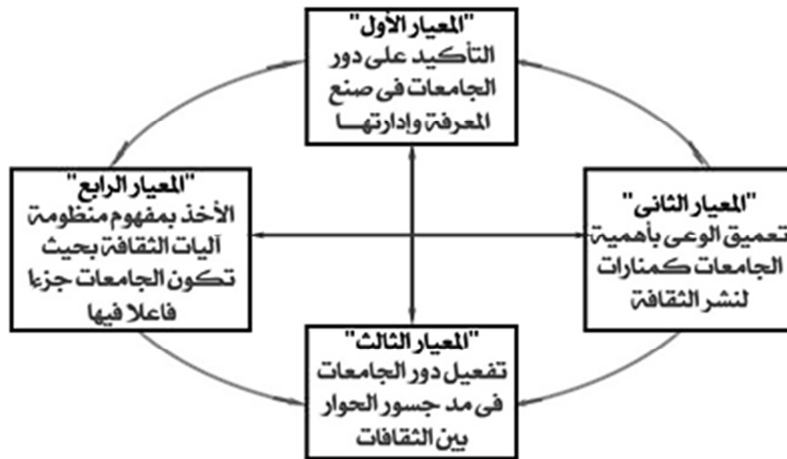 "المعيار الأول"
التأكيد على دور
الجامعات فى صنع
المعرفة وإدارتهـــا
"المعيار الثانى"
تعميق الوعى بأهمية
الجامعات كمنارات
لنشر الثقافة
"المعيار الثالث"
تفعيل دور الجامعات
فى مد جسور الحوار
بين الثقافات
"المعيار الرابع"
الأخذ بمفهوم منظومة
آليات الثقافة بحيث
تكون الجامعات جزءا
فاعلا فيها